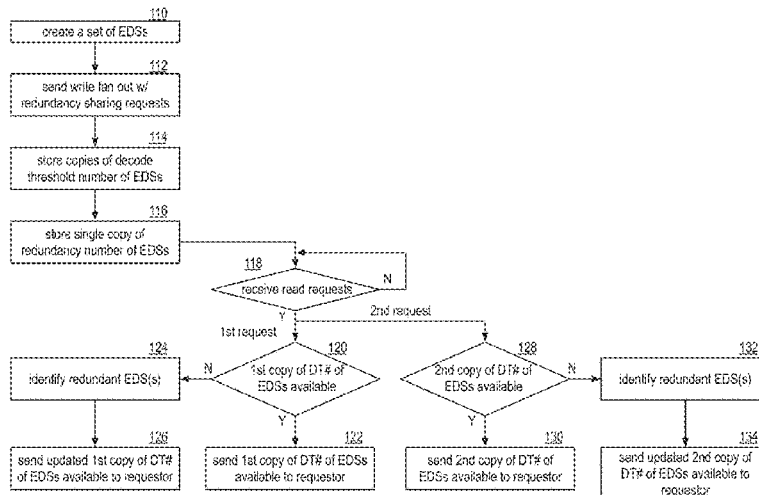 110
create a set of EDSs
112
send write fan out w/
redundancy sharing requests
114
store copies of decode
threshold number of EDSs
116
store single copy of
redundancy number of EDSs
118
receive read requests
N
Y
1st request
2nd request
124
identify redundant EDS(s)
N
120
1st copy of DT# of
EDSs available
Y
128
2nd copy of DT# of
EDSs available
N
Y
132
identify redundant EDS(s)
126
send updated 1st copy of DT#
of EDSs available to requestor
122
send 1st copy of DT# of EDSs
available to requestor
130
send 2nd copy of DT# of
EDSs available to requestor
134
send updated 2nd copy of
DT# of EDSs available to
requestor